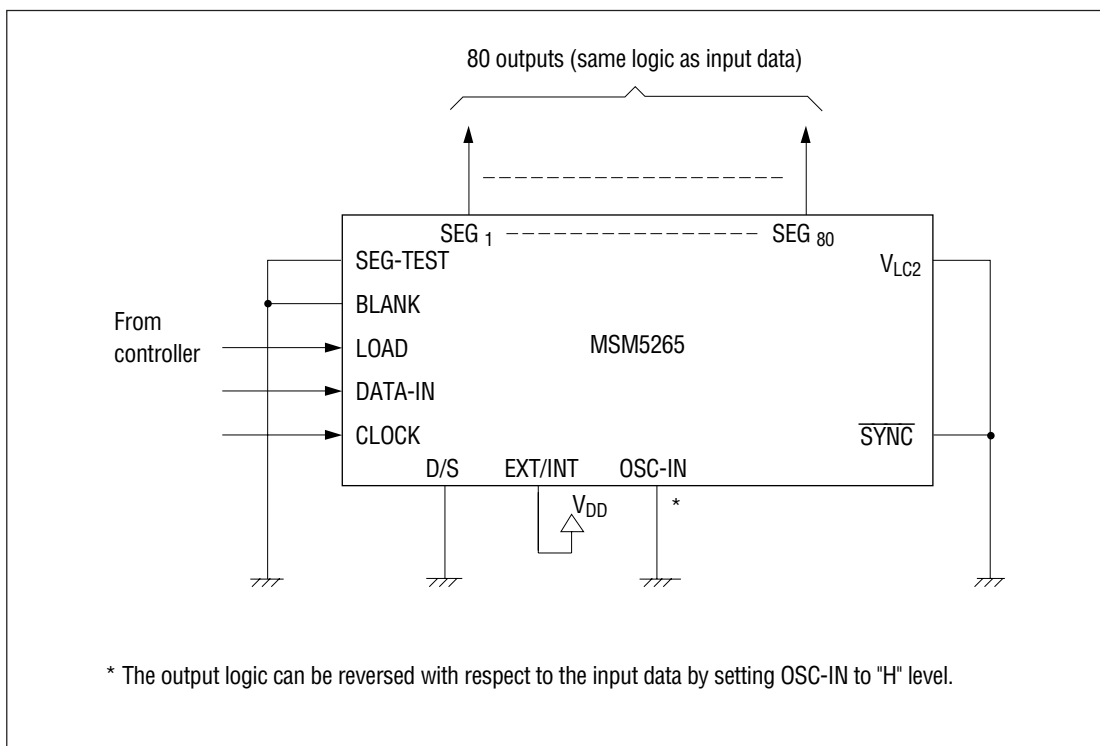 80 outputs (same logic as input data)
SEG 1 SEG 80
SEG-TEST
VLC2
BLANK
From
controller
LOAD
MSM5265
DATA-IN
CLOCK
SYNC
D/S EXT/INT OSC-IN
VDD
*
* The output logic can be reversed with respect to the input data by setting OSC-IN to "H" level.